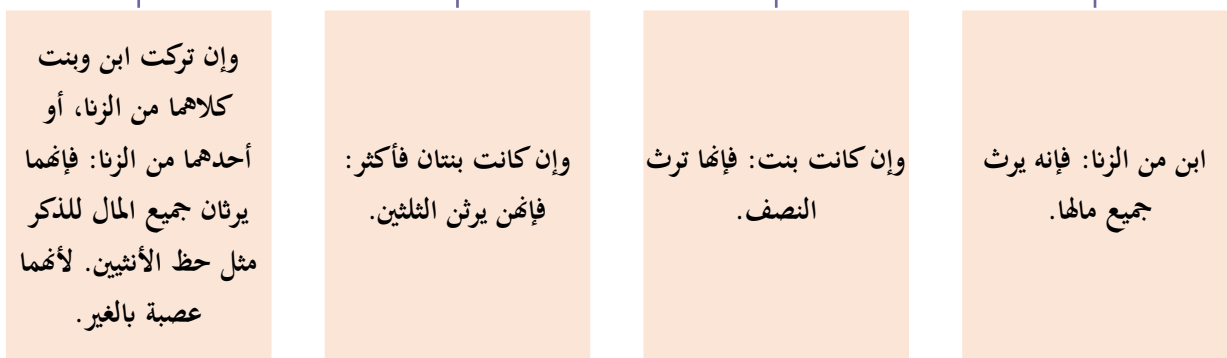 ابن من الزنا: فإنه يرث
جميع مالها.
وإن كانت بنت: فإنها ترث
النصف.
وإن كانت بنتان فأكثر:
فإنهن يرثن الثلثين.
وإن تركت ابن وبنت
كلاهما من الزنا، أو
أحدهما من الزنا: فإنهما
يرثان جميع المال للذكر
مثل حظ الأنثيين. لأنهما
عصبة بالغير.